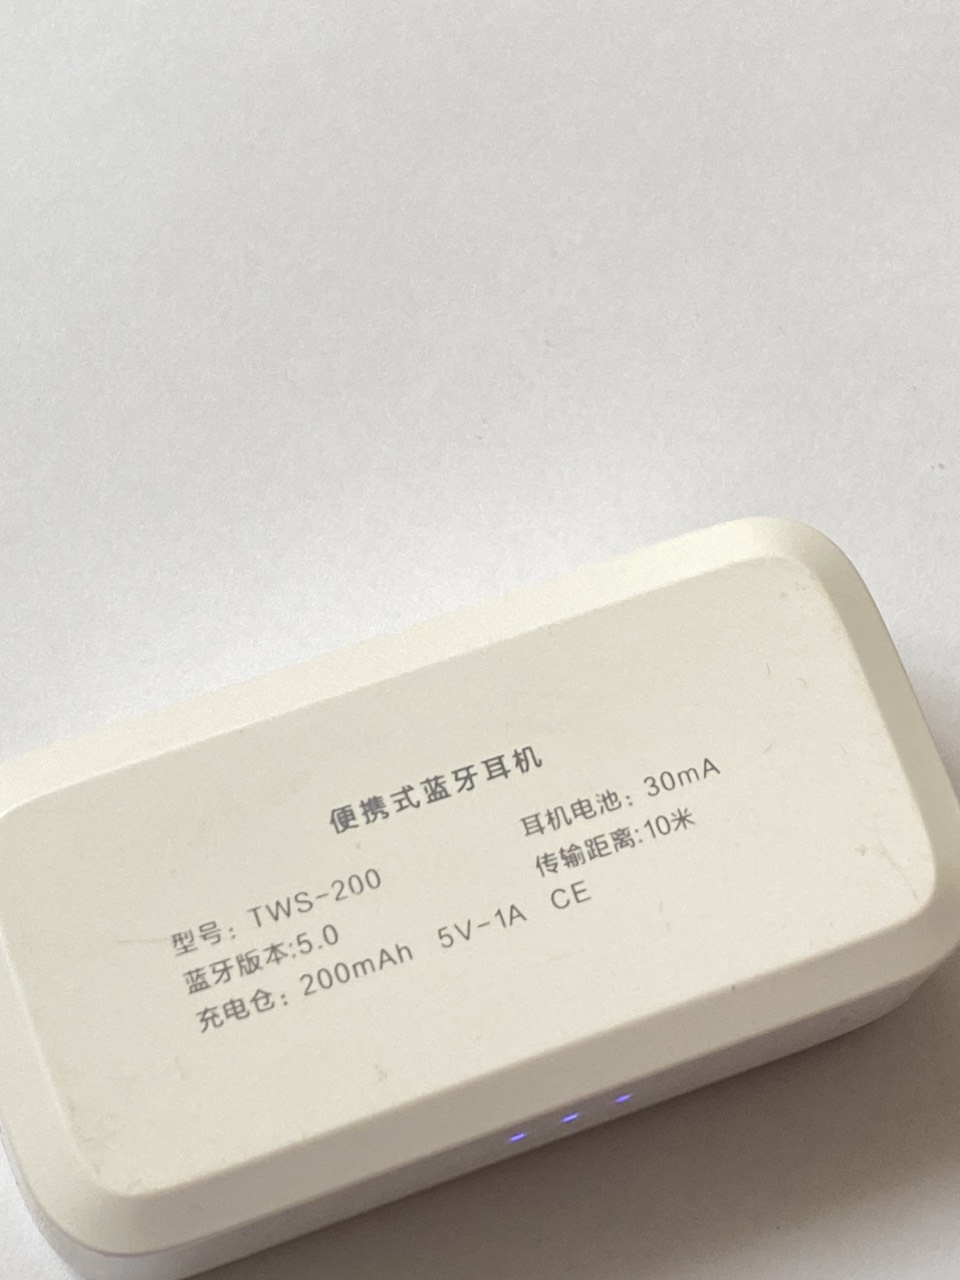 便携式蓝牙耳机
型号：TWS-200 耳机电池：30mA
蓝牙版本:5.0 传输距离:10米
充电仓：200mAh 5V-1A CE